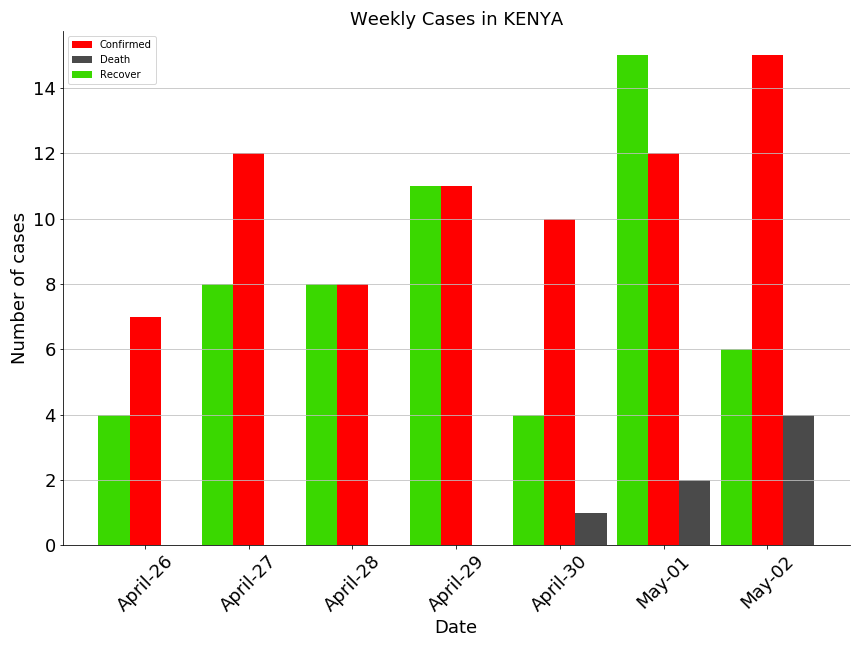 Weekly Cases in KENYA
Confirmed
Death
Recover
Number of cases
14
12
10
8
6
4
2
0
April-26
April-27
April-28
April-29
April-30
May-01
May-02
Date